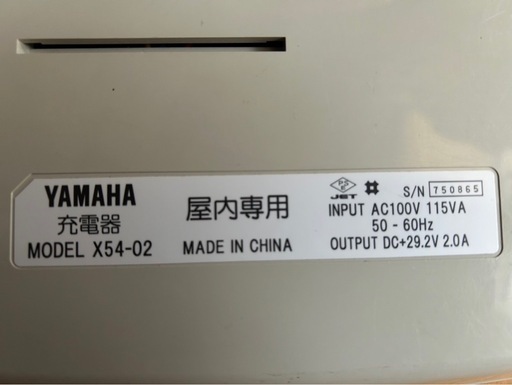 YAMAHA
充電器
MODEL X54-02
屋内専用
MADE IN CHINA
JET
S/N 750865
INPUT AC100V 115VA
50 - 60Hz
OUTPUT DC+29.2V 2.0A